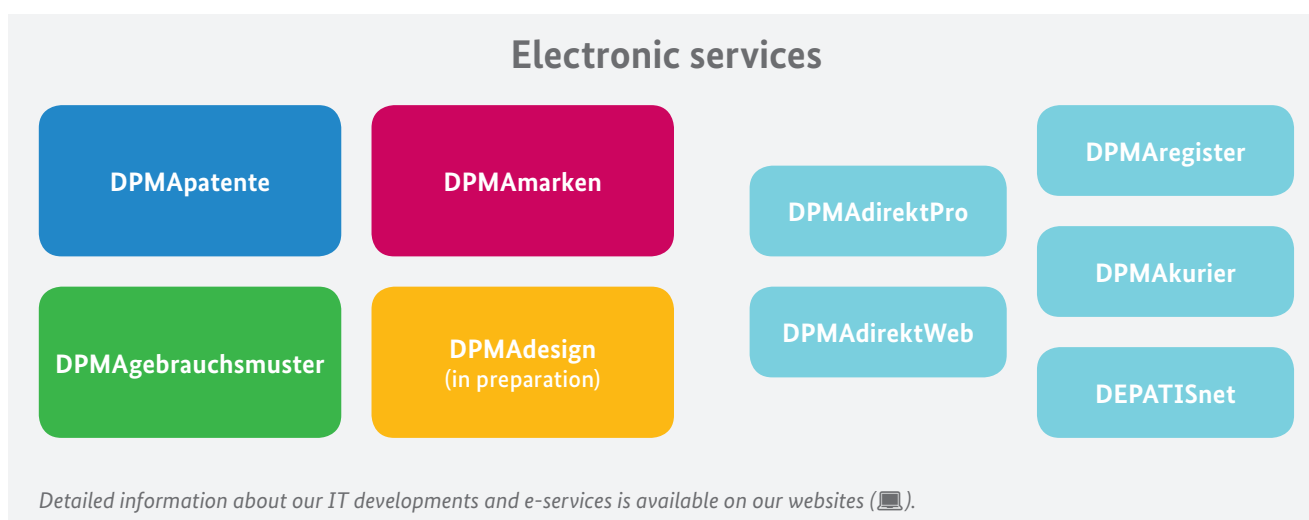 Electronic services
DPMApatente
DPMAmarken
DPMAgebrauchsmuster
DPMAdesign
(in preparation)
DPMAdirektPro
DPMAdirektWeb
DPMAregister
DPMAkurier
DEPATISnet
Detailed information about our IT developments and e-services is available on our websites (💻).